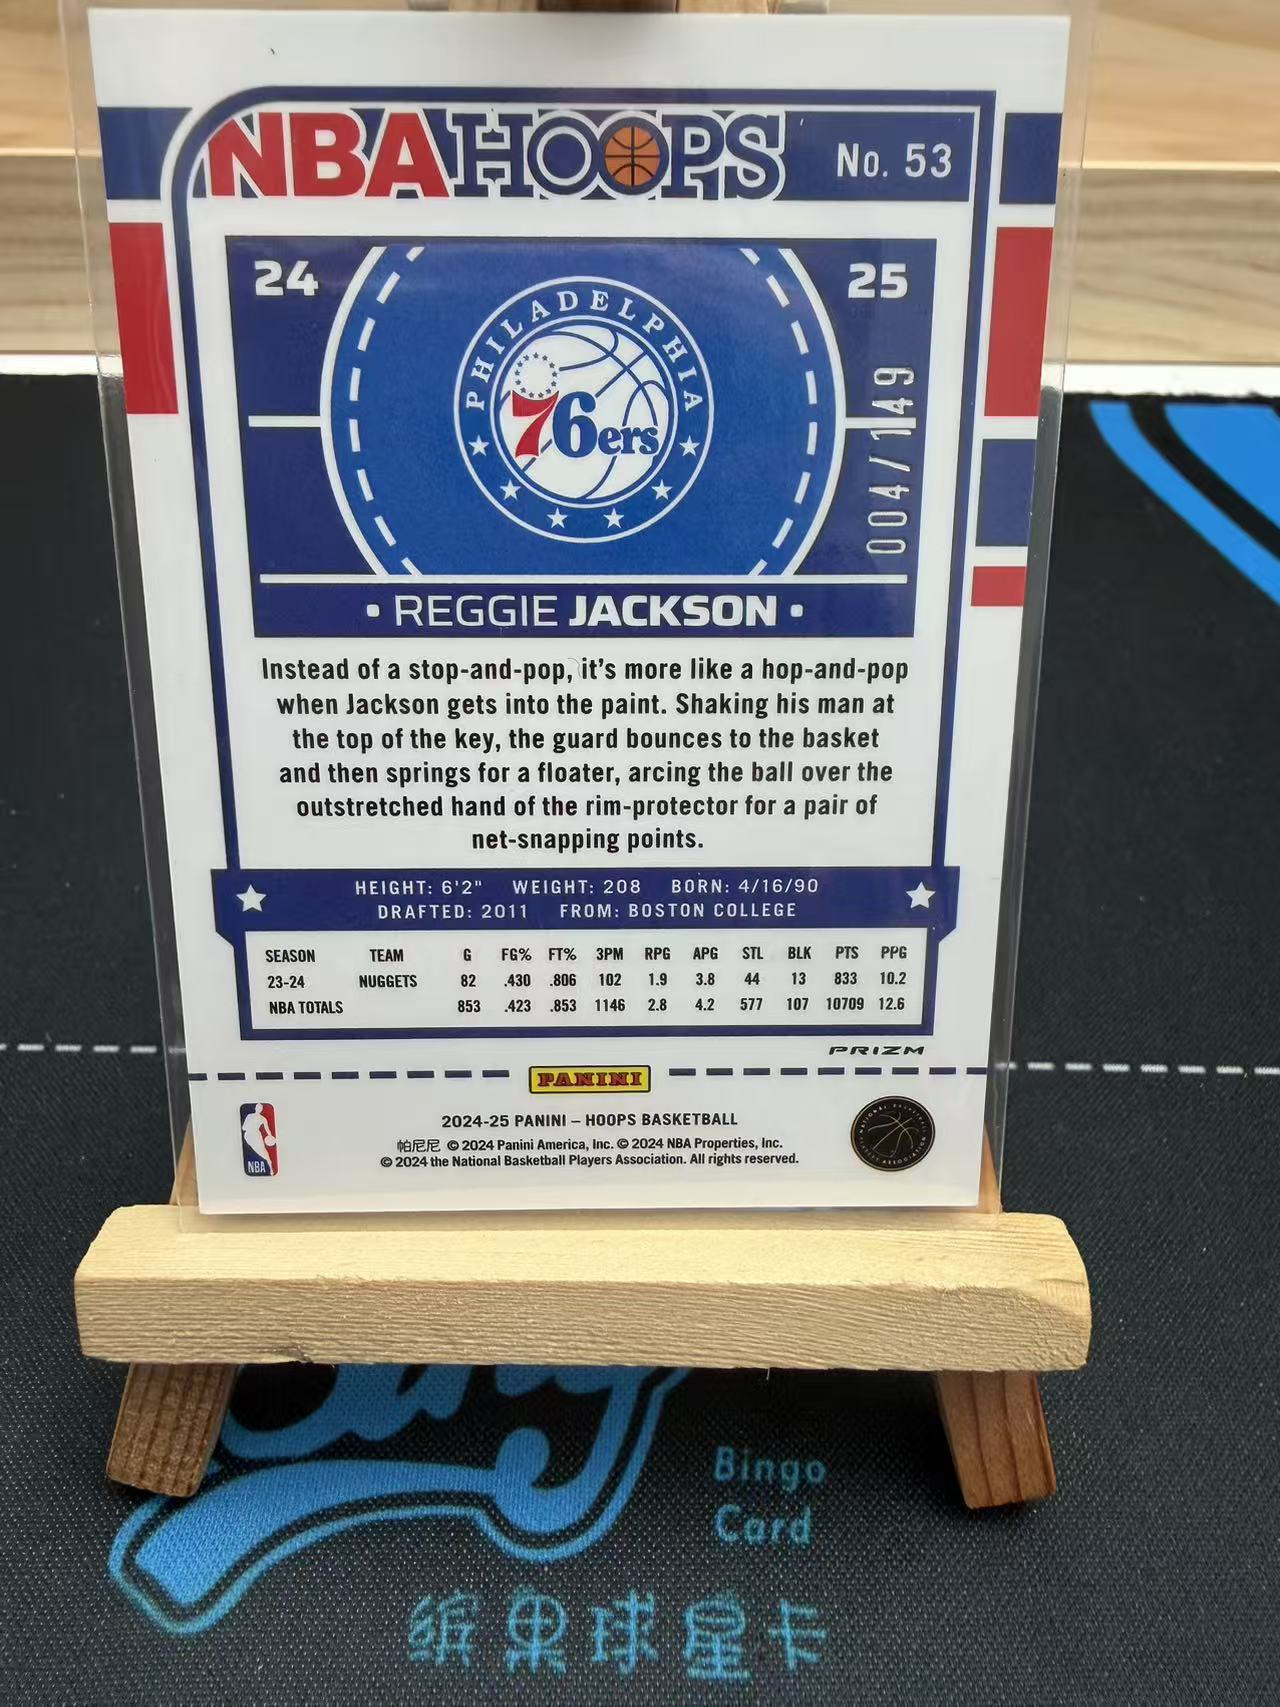 NBA HOOPS No. 53
24 25
PHILADELPHIA
76ers
004/149
• REGGIE JACKSON •
Instead of a stop-and-pop, it's more like a hop-and-pop
when Jackson gets into the paint. Shaking his man at
the top of the key, the guard bounces to the basket
and then springs for a floater, arcing the ball over the
outstretched hand of the rim-protector for a pair of
net-snapping points.
HEIGHT: 6'2" WEIGHT: 208 BORN: 4/16/90
DRAFTED: 2011 FROM: BOSTON COLLEGE
SEASON TEAM G FG% FT% 3PM RPG APG STL BLK PTS PPG
23-24 NUGGETS 82 .430 .806 102 1.9 3.8 44 13 833 10.2
NBA TOTALS 853 .423 .853 1146 2.8 4.2 577 107 10709 12.6
PRIZM
PANINI
2024-25 PANINI – HOOPS BASKETBALL
帕尼尼 © 2024 Panini America, Inc. © 2024 NBA Properties, Inc.
© 2024 the National Basketball Players Association. All rights reserved.
NBA
NATIONAL BASKETBALL PLAYERS ASSOCIATION
Bingo
Card
缤果球星卡